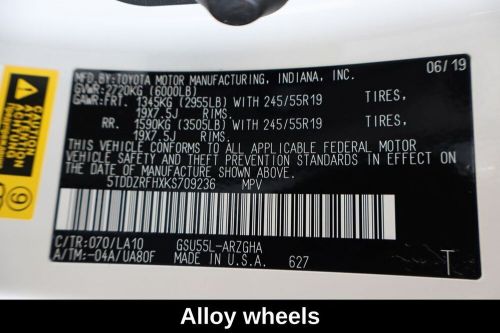 MFD.BY:TOYOTA MOTOR MANUFACTURING, INDIANA, INC.
06/19
GVWR: 2720KG (6000LB)
GAWR:FRT. 1345KG (2955LB) WITH 245/55R19 TIRES,
19X7.5J RIMS,
RR. 1590KG (3505LB) WITH 245/55R19 TIRES,
19X7.5J RIMS,
THIS VEHICLE CONFORMS TO ALL APPLICABLE FEDERAL MOTOR
VEHICLE SAFETY AND THEFT PREVENTION STANDARDS IN EFFECT ON
THE DATE OF MANUFACTURE SHOWN ABOVE.
5TDDZRFHXKS709236 MPV
C/TR:070/LA10 GSU55L-ARZGHA
A/TM:-04A/UA80F MADE IN U.S.A. 627
T
Alloy wheels